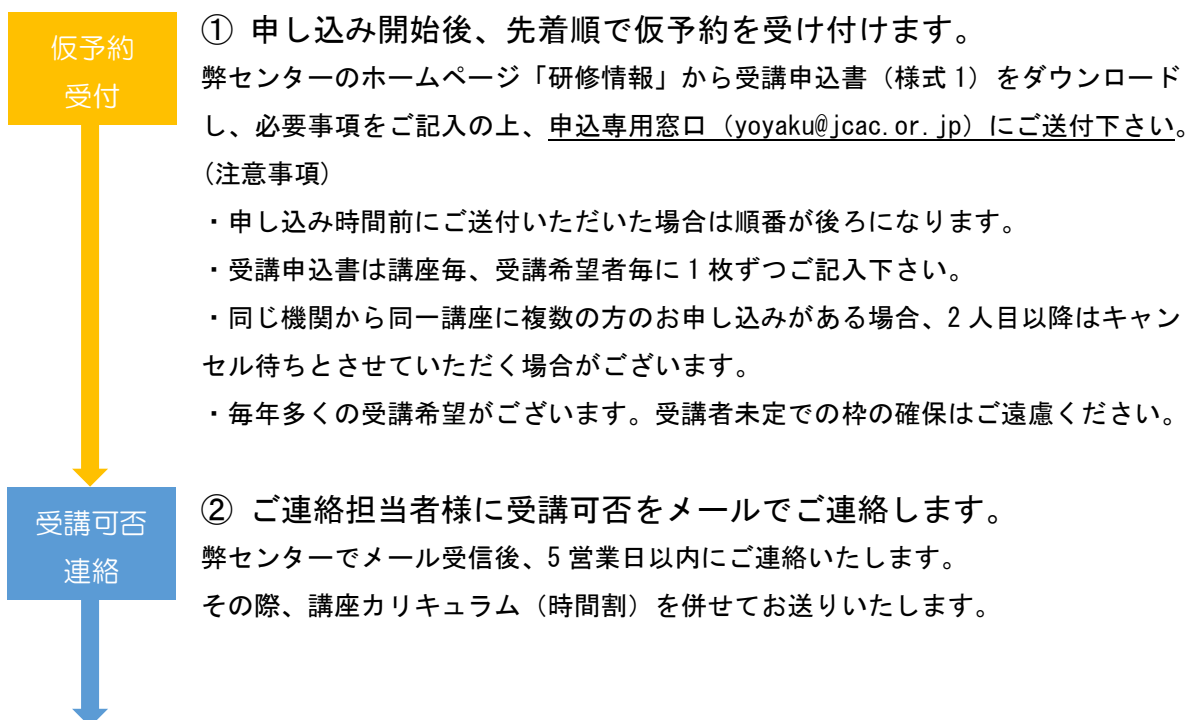 仮予約
受付
① 申し込み開始後、先着順で仮予約を受け付けます。
弊センターのホームページ「研修情報」から受講申込書（様式 1）をダウンロード
し、必要事項をご記入の上、申込専用窓口（yoyaku@jcac.or.jp）にご送付下さい。
(注意事項)
・申し込み時間前にご送付いただいた場合は順番が後ろになります。
・受講申込書は講座毎、受講希望者毎に 1 枚ずつご記入下さい。
・同じ機関から同一講座に複数の方のお申し込みがある場合、2 人目以降はキャン
セル待ちとさせていただく場合がございます。
・毎年多くの受講希望がございます。受講者未定での枠の確保はご遠慮ください。
受講可否
連絡
② ご連絡担当者様に受講可否をメールでご連絡します。
弊センターでメール受信後、5 営業日以内にご連絡いたします。
その際、講座カリキュラム（時間割）を併せてお送りいたします。